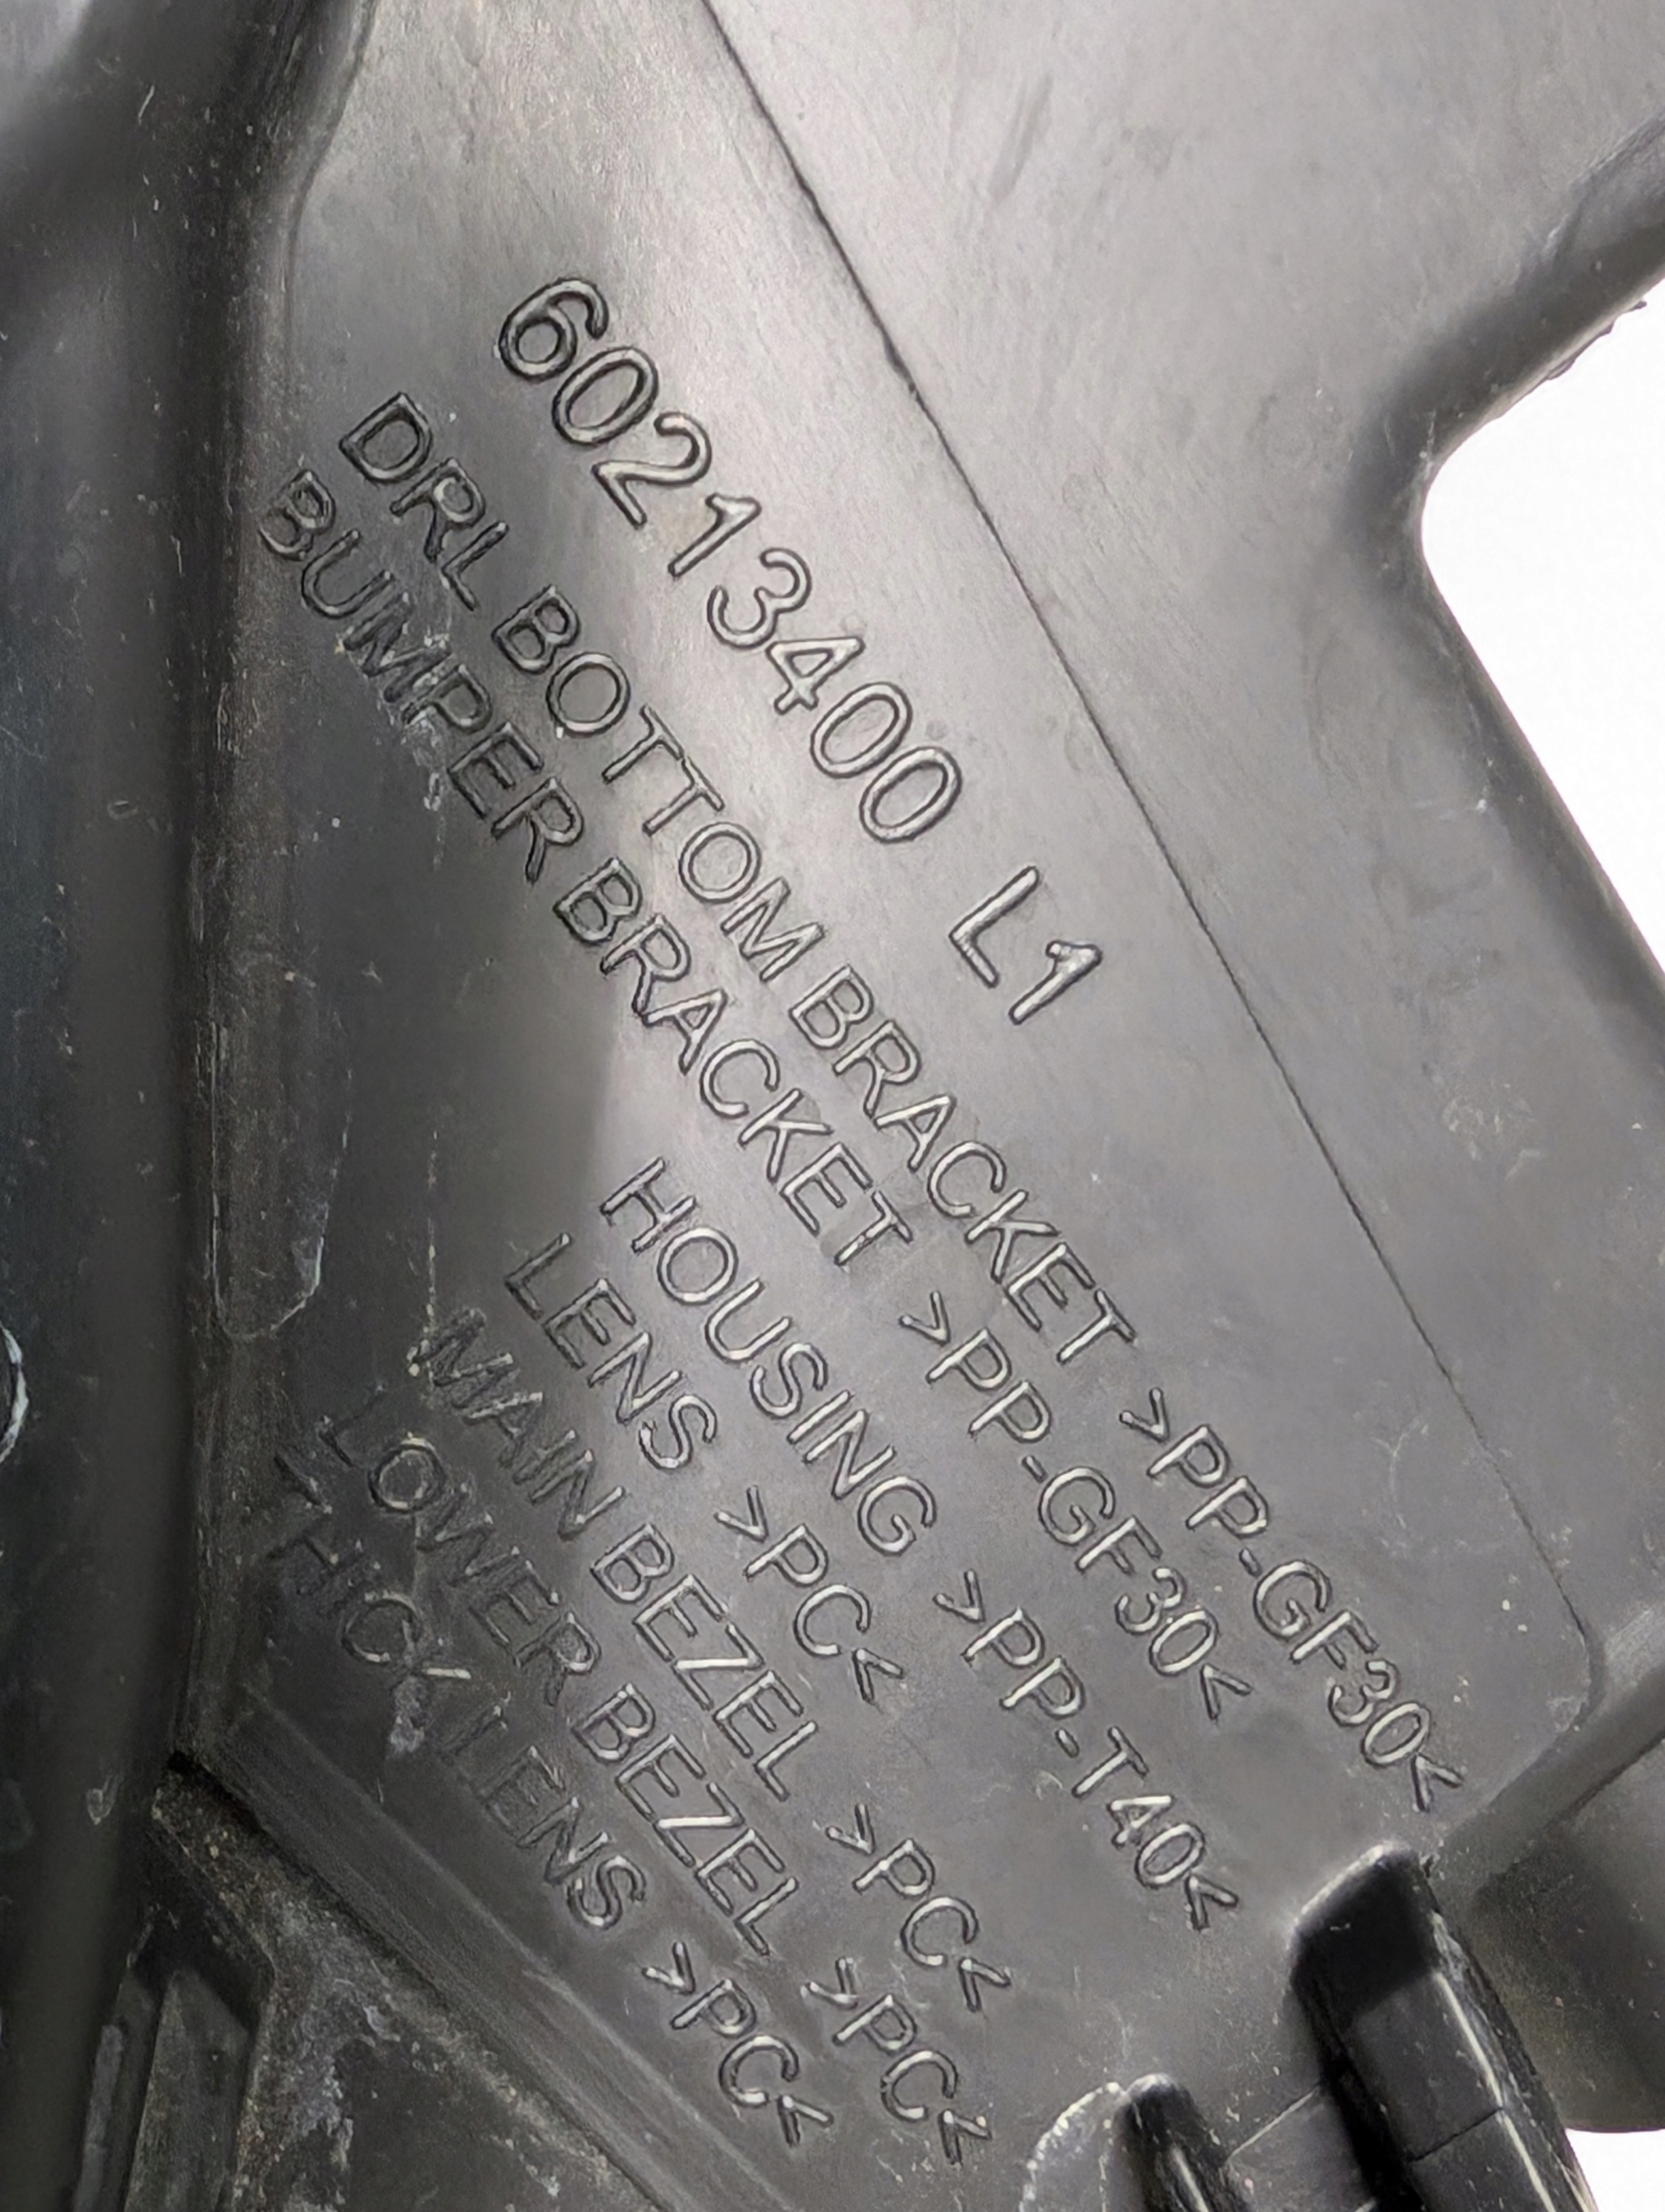 60213400 L1
DRL BOTTOM BRACKET >PP-GF30<
BUMPER BRACKET >PP-GF30<
HOUSING >PP-T40<
LENS >PC<
MAIN BEZEL >PC<
LOWER BEZEL >PC<
THICK LENS >PC<